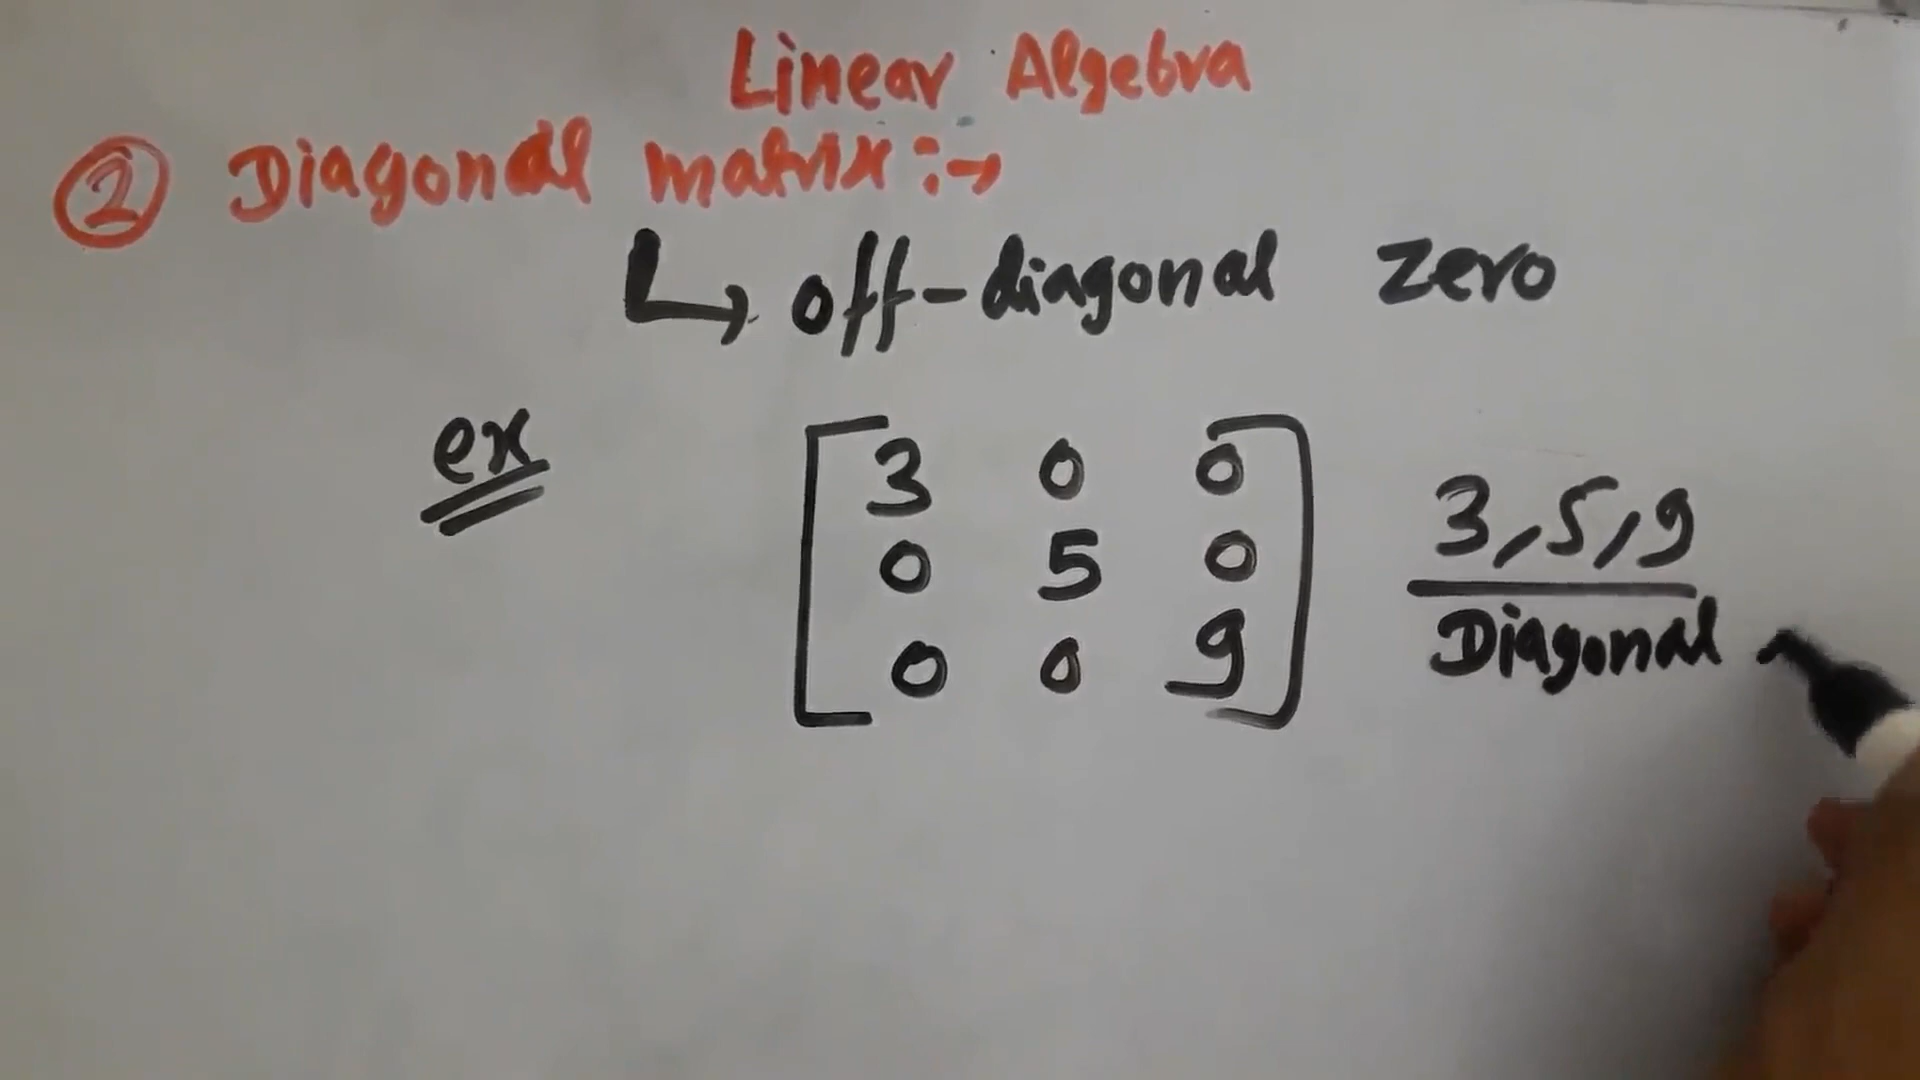 Linear Algebra
② Diagonal matrix :→
↳ off-diagonal zero
ex
3 0 0
0 5 0
0 0 9
3, 5, 9
Diagonal